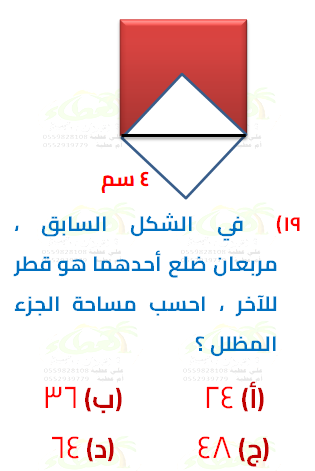 ٤ سم
١٩) في الشكل السابق ،
مربعان ضلع أحدهما هو قطر
للآخر ، احسب مساحة الجزء
المظلل ؟
(أ) ٢٤ (ب) ٣٦
(ج) ٤٨ (د) ٦٤